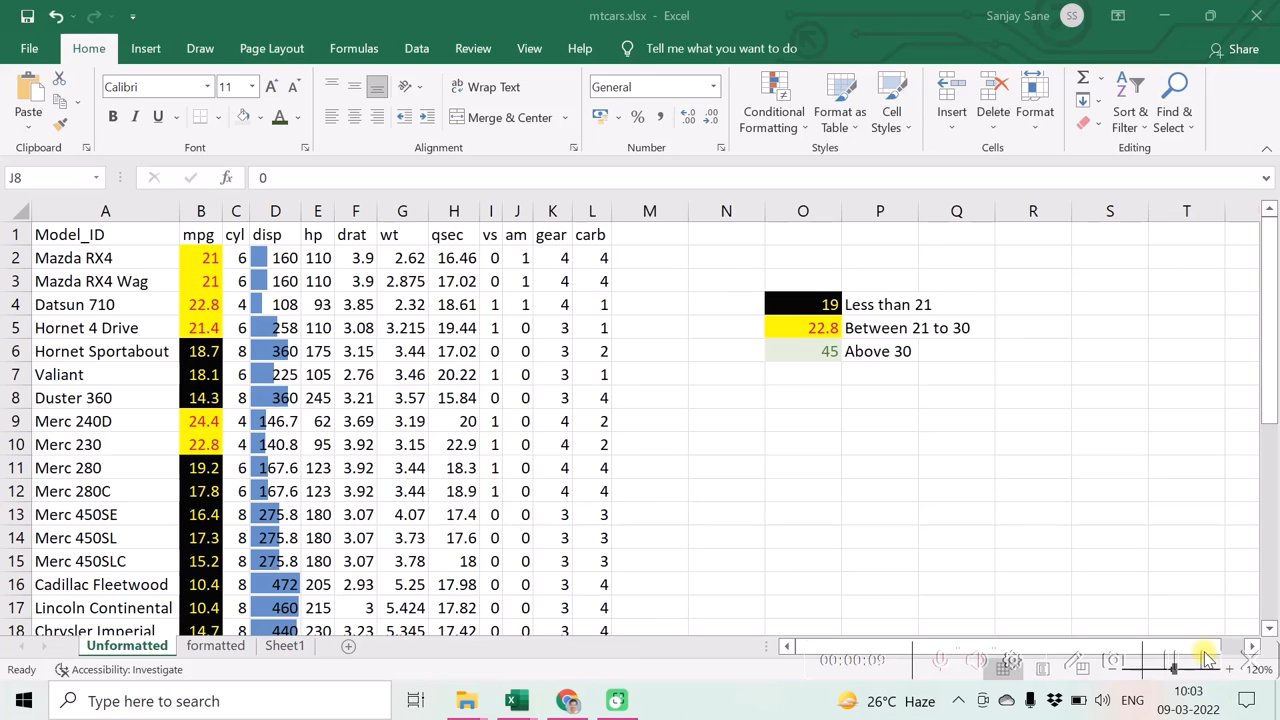 mtcars.xlsx - Excel
Sanjay Sane
SS
File Home Insert Draw Page Layout Formulas Data Review View Help Tell me what you want to do
Share
Calibri 11 A A Wrap Text General
Paste B I U A Merge & Center % , Conditional Formatting Format as Table Cell Styles Insert Delete Format Sort & Filter Find & Select
Clipboard Font Alignment Number Styles Cells Editing
J8 fx 0
A B C D E F G H I J K L M N O P Q R S T
1 Model_ID mpg cyl disp hp drat wt qsec vs am gear carb
2 Mazda RX4 21 6 160 110 3.9 2.62 16.46 0 1 4 4
3 Mazda RX4 Wag 21 6 160 110 3.9 2.875 17.02 0 1 4 4
4 Datsun 710 22.8 4 108 93 3.85 2.32 18.61 1 1 4 1 19 Less than 21
5 Hornet 4 Drive 21.4 6 258 110 3.08 3.215 19.44 1 0 3 1 22.8 Between 21 to 30
6 Hornet Sportabout 18.7 8 360 175 3.15 3.44 17.02 0 0 3 2 45 Above 30
7 Valiant 18.1 6 225 105 2.76 3.46 20.22 1 0 3 1
8 Duster 360 14.3 8 360 245 3.21 3.57 15.84 0 0 3 4
9 Merc 240D 24.4 4 146.7 62 3.69 3.19 20 1 0 4 2
10 Merc 230 22.8 4 140.8 95 3.92 3.15 22.9 1 0 4 2
11 Merc 280 19.2 6 167.6 123 3.92 3.44 18.3 1 0 4 4
12 Merc 280C 17.8 6 167.6 123 3.92 3.44 18.9 1 0 4 4
13 Merc 450SE 16.4 8 275.8 180 3.07 4.07 17.4 0 0 3 3
14 Merc 450SL 17.3 8 275.8 180 3.07 3.73 17.6 0 0 3 3
15 Merc 450SLC 15.2 8 275.8 180 3.07 3.78 18 0 0 3 3
16 Cadillac Fleetwood 10.4 8 472 205 2.93 5.25 17.98 0 0 3 4
17 Lincoln Continental 10.4 8 460 215 3 5.424 17.82 0 0 3 4
18 Chrysler Imperial 14.7 8 440 230 3.23 5.345 17.42 0 0 3 4
Unformatted formatted Sheet1
Ready Accessibility: Investigate 00:00:09 120%
Type here to search 26°C Haze ENG 10:03
09-03-2022